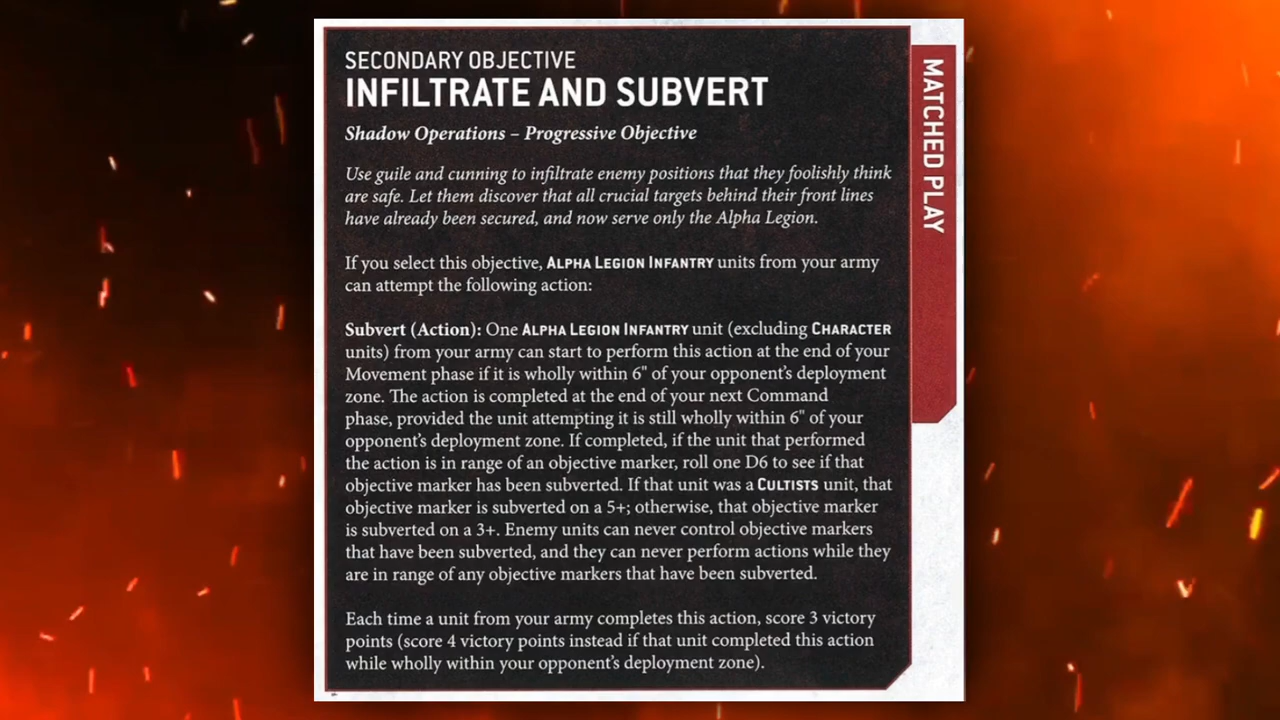 SECONDARY OBJECTIVE
INFILTRATE AND SUBVERT
Shadow Operations – Progressive Objective
Use guile and cunning to infiltrate enemy positions that they foolishly think
are safe. Let them discover that all crucial targets behind their front lines
have already been secured, and now serve only the Alpha Legion.
If you select this objective, ALPHA LEGION INFANTRY units from your army
can attempt the following action:
Subvert (Action): One ALPHA LEGION INFANTRY unit (excluding CHARACTER
units) from your army can start to perform this action at the end of your
Movement phase if it is wholly within 6" of your opponent's deployment
zone. The action is completed at the end of your next Command
phase, provided the unit attempting it is still wholly within 6" of your
opponent's deployment zone. If completed, if the unit that performed
the action is in range of an objective marker, roll one D6 to see if that
objective marker has been subverted. If that unit was a CULTISTS unit, that
objective marker is subverted on a 5+; otherwise, that objective marker
is subverted on a 3+. Enemy units can never control objective markers
that have been subverted, and they can never perform actions while they
are in range of any objective markers that have been subverted.
Each time a unit from your army completes this action, score 3 victory
points (score 4 victory points instead if that unit completed this action
while wholly within your opponent's deployment zone).
MATCHED PLAY